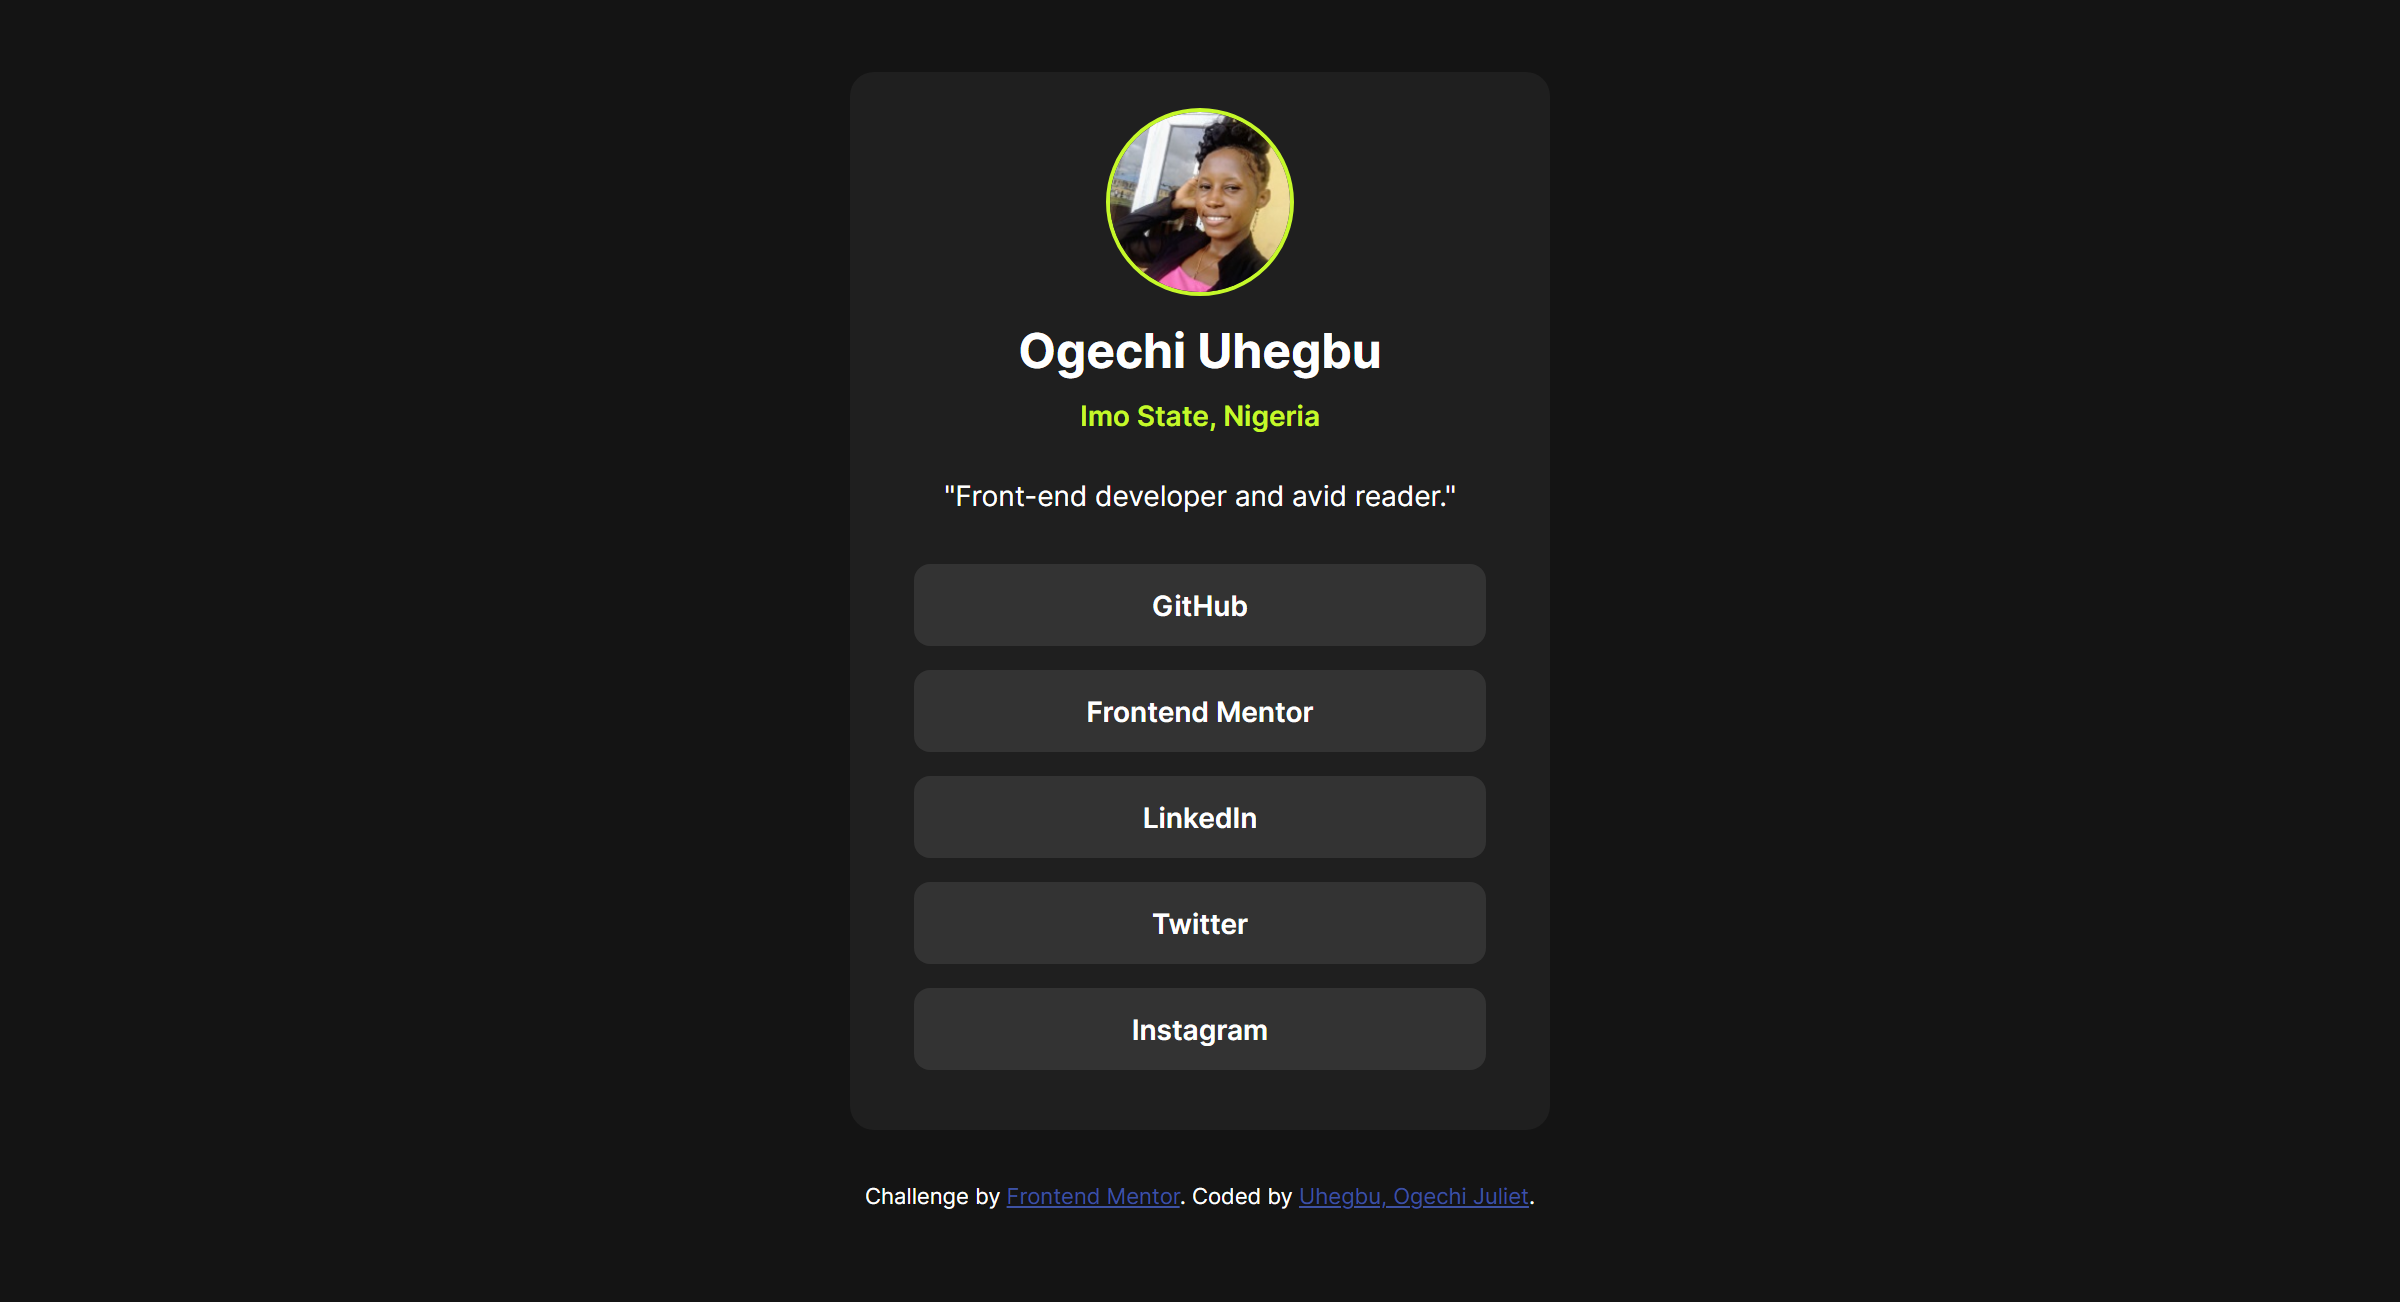 Ogechi Uhegbu
Imo State, Nigeria
"Front-end developer and avid reader."
GitHub
Frontend Mentor
LinkedIn
Twitter
Instagram
Challenge by Frontend Mentor. Coded by Uhegbu, Ogechi Juliet.